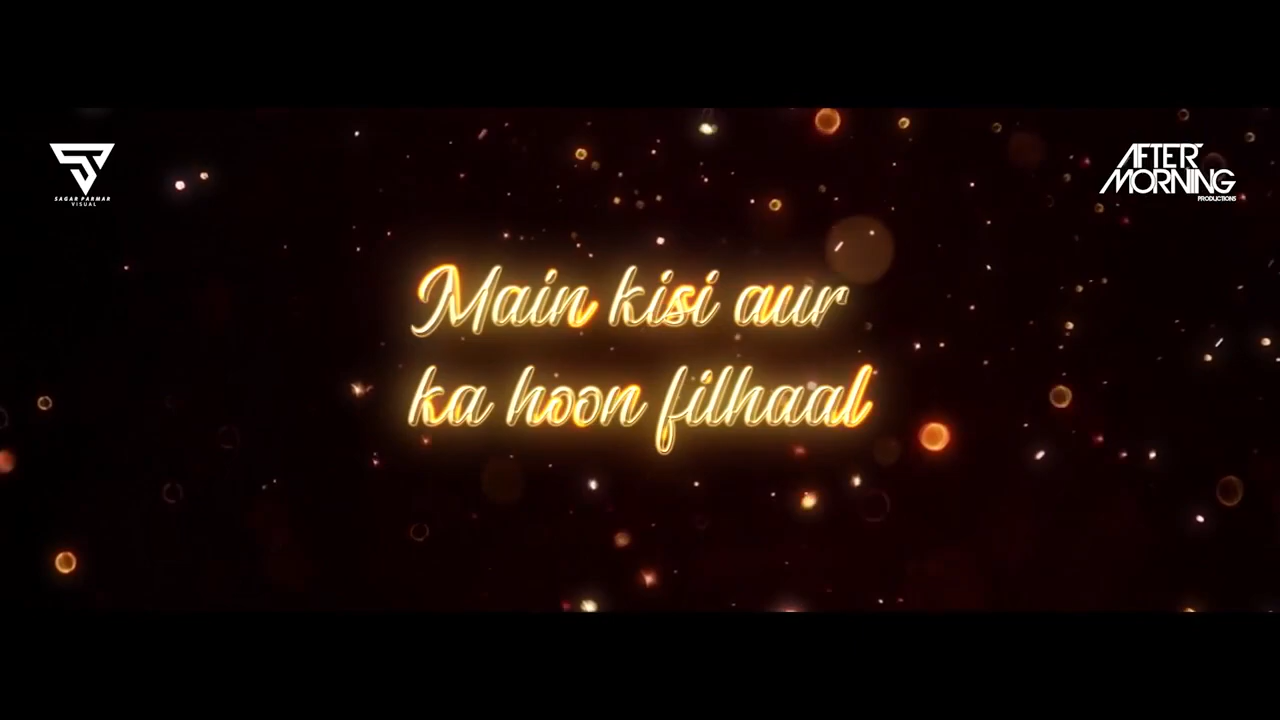 SAGAR PARMAR
VISUAL
AFTER
MORNING
PRODUCTIONS
Main kisi aur
ka hoon filhaal